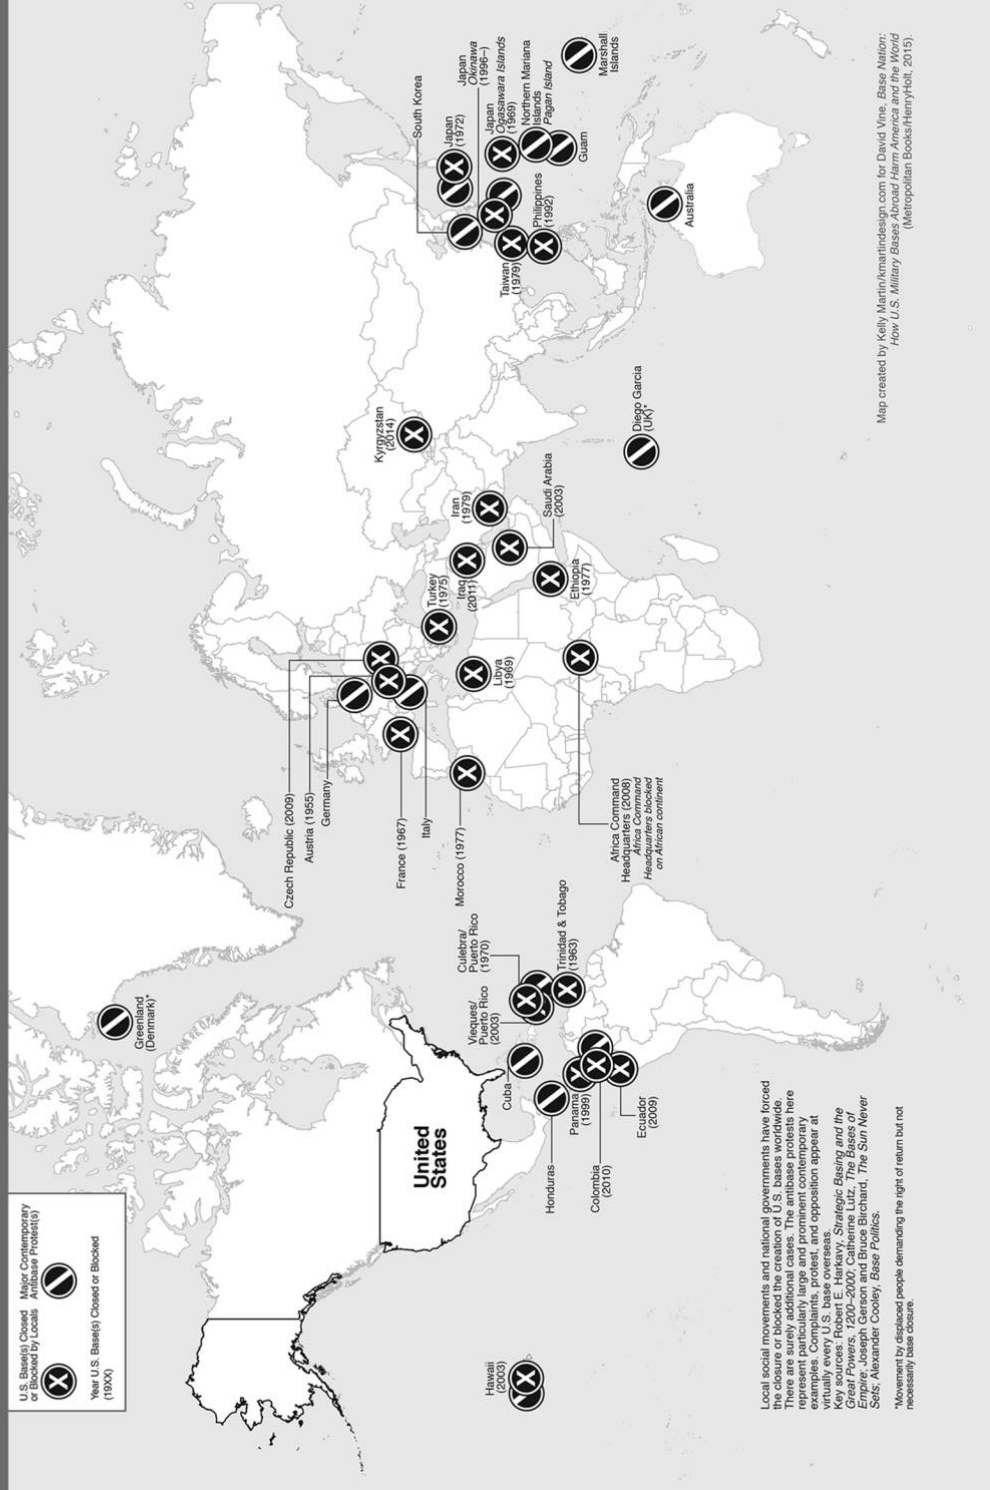 U.S. Base(s) Closed
or Blocked by Locals
Major Contemporary
Antibase Protest(s)
Year U.S. Base(s) Closed or Blocked
(19XX)
Greenland
(Denmark)*
United
States
Hawaii
(2003)
Cuba
Vieques/
Puerto Rico
(2003)
Culebra/
Puerto Rico
(1970)
Trinidad & Tobago
(1963)
Honduras
Panama
(1999)
Colombia
(2010)
Ecuador
(2009)
Czech Republic (2009)
Austria (1955)
Germany
France (1967)
Italy
Morocco (1977)
Libya
(1969)
Turkey
(1975)
Iraq
(2011)
Iran
(1979)
Saudi Arabia
(2003)
Ethiopia
(1977)
Africa Command
Headquarters (2008)
Africa Command
Headquarters blocked
on African continent
Kyrgyzstan
(2014)
Diego Garcia
(UK)*
South Korea
Japan
(1972)
Japan
Okinawa
(1996–)
Japan
Ogasawara Islands
(1969)
Northern Mariana
Islands
Pagan Island
Guam
Marshall
Islands
Taiwan
(1979)
Philippines
(1992)
Australia
Local social movements and national governments have forced
the closure or blocked the creation of U.S. bases worldwide.
There are surely additional cases. The antibase protests here
represent particularly large and prominent contemporary
examples. Complaints, protest, and opposition appear at
virtually every U.S. base overseas.
Key sources: Robert E. Harkavy, Strategic Basing and the
Great Powers, 1200–2000; Catherine Lutz, The Bases of
Empire; Joseph Gerson and Bruce Birchard, The Sun Never
Sets; Alexander Cooley, Base Politics.
*Movement by displaced people demanding the right of return but not
necessarily base closure.
Map created by Kelly Martin/kmartindesign.com for David Vine, Base Nation:
How U.S. Military Bases Abroad Harm America and the World
(Metropolitan Books/HenryHolt, 2015).